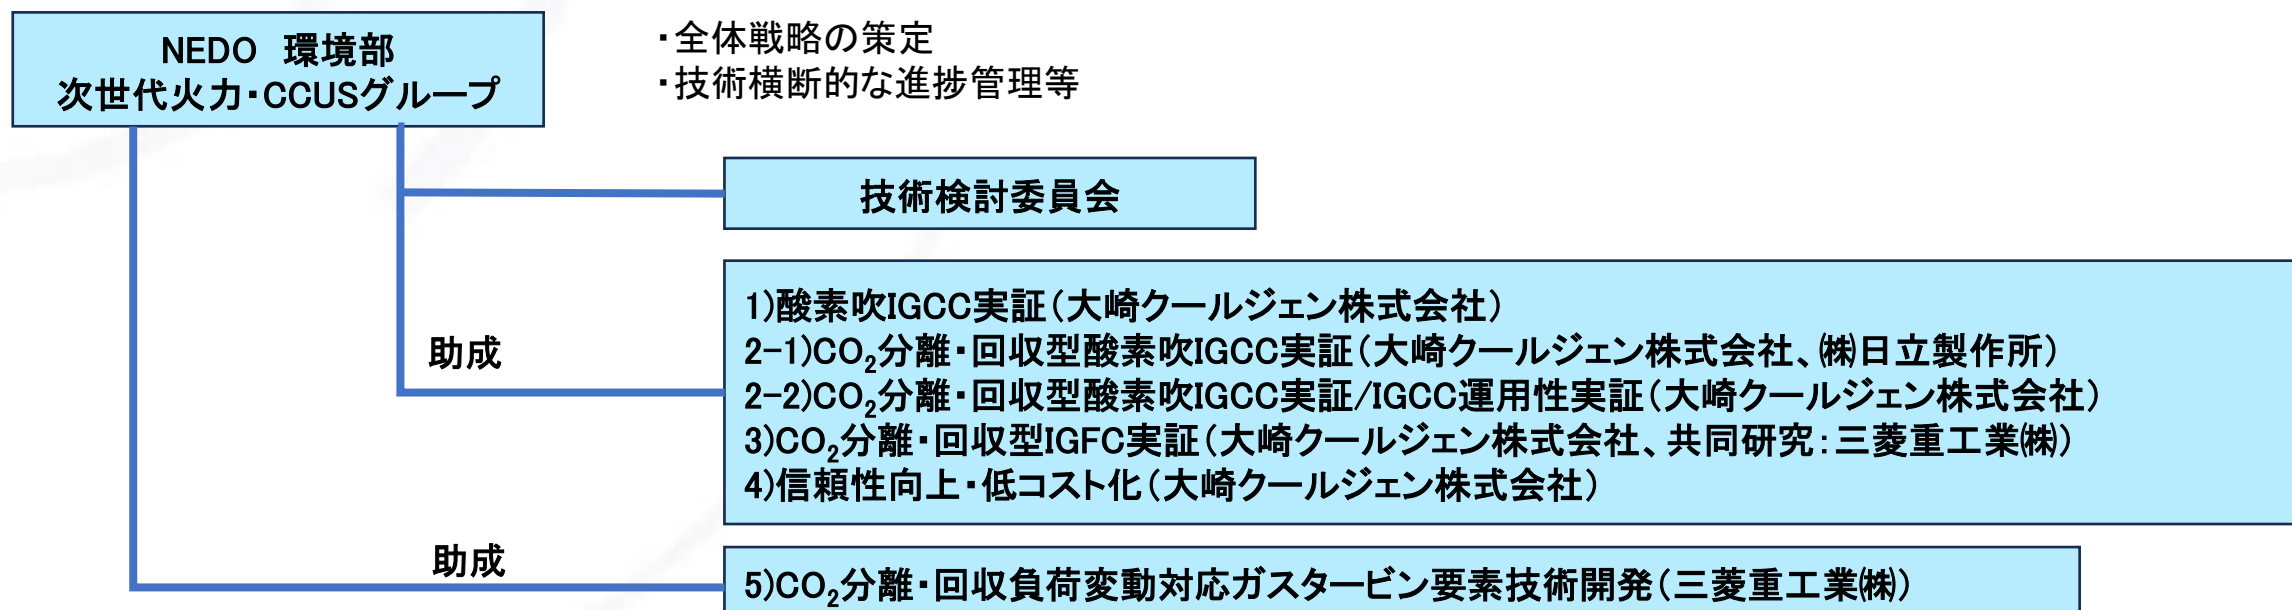 NEDO　環境部
次世代火力・CCUSグループ
・全体戦略の策定
・技術横断的な進捗管理等
技術検討委員会
助成
1)酸素吹IGCC実証（大崎クールジェン株式会社）
2-1)CO₂分離・回収型酸素吹IGCC実証（大崎クールジェン株式会社、㈱日立製作所）
2-2)CO₂分離・回収型酸素吹IGCC実証/IGCC運用性実証（大崎クールジェン株式会社）
3)CO₂分離・回収型IGFC実証（大崎クールジェン株式会社、共同研究：三菱重工業㈱）
4)信頼性向上・低コスト化（大崎クールジェン株式会社）
助成
5)CO₂分離・回収負荷変動対応ガスタービン要素技術開発（三菱重工業㈱）